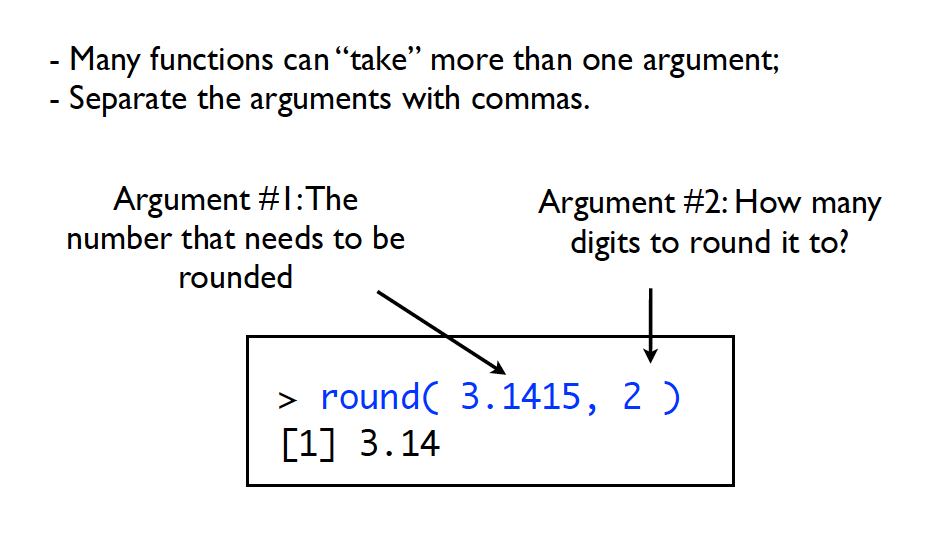 - Many functions can “take” more than one argument;
- Separate the arguments with commas.
Argument #1: The
number that needs to be
rounded
Argument #2: How many
digits to round it to?
> round( 3.1415, 2 )
[1] 3.14